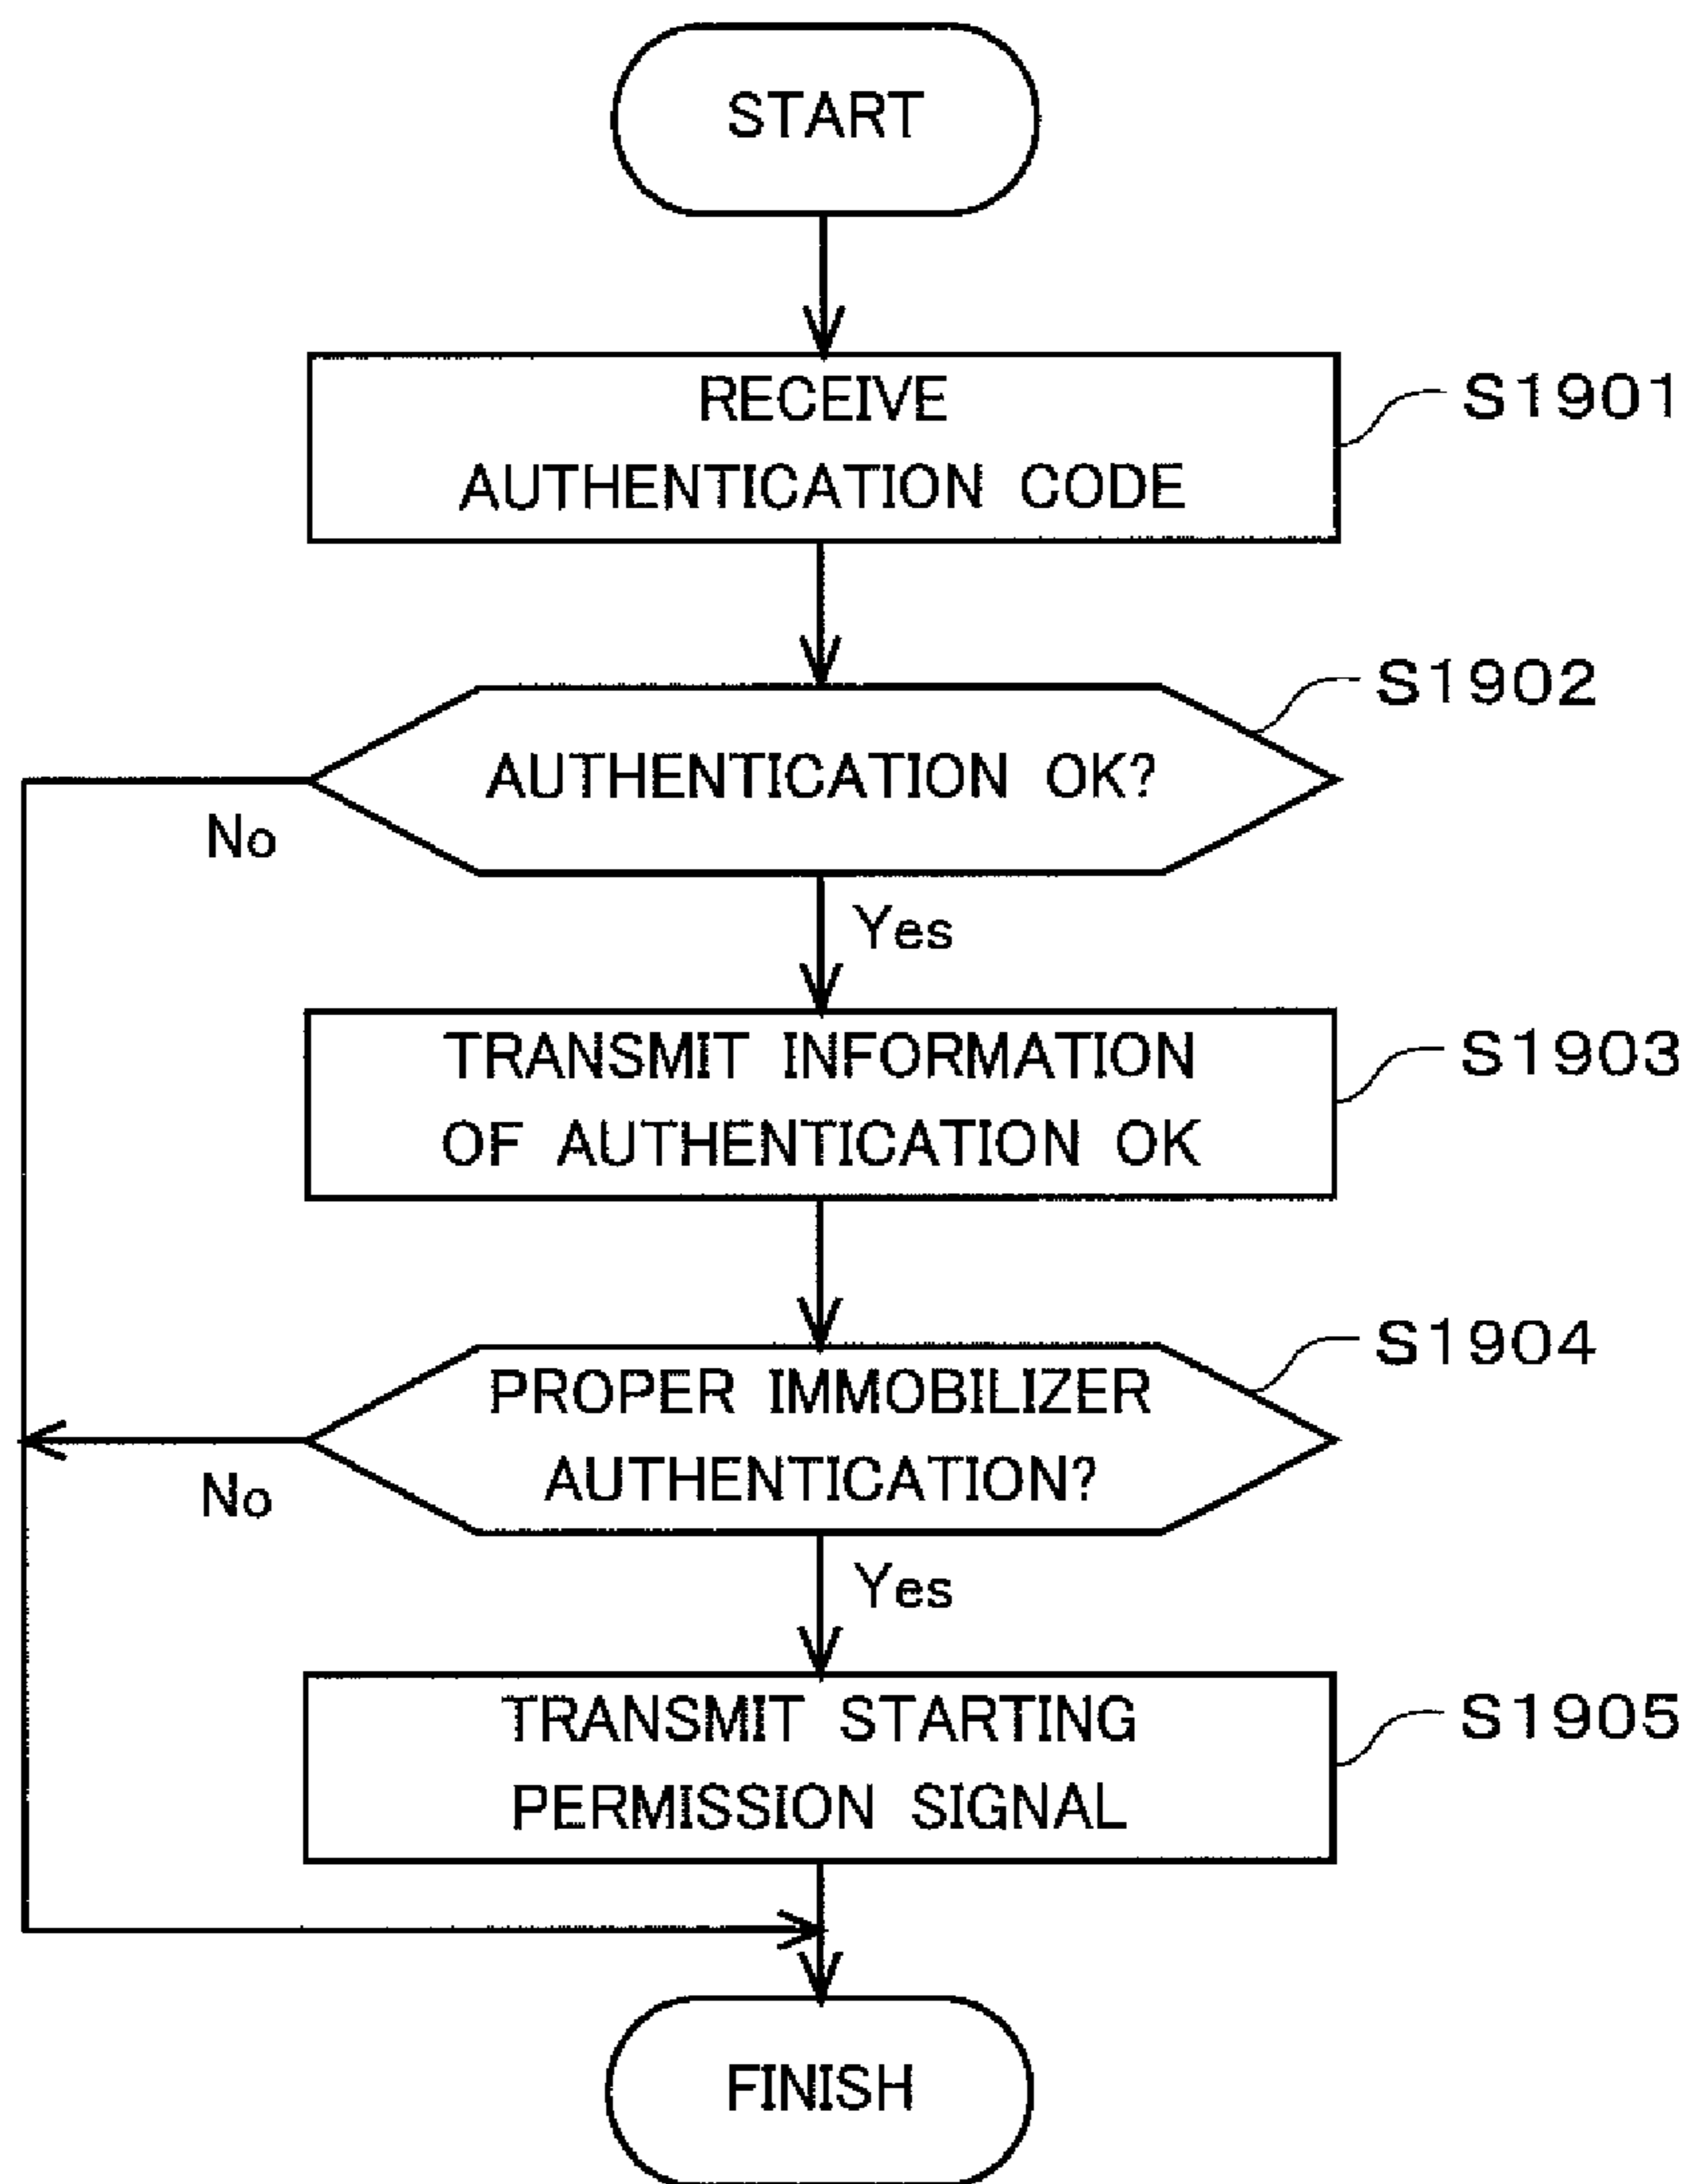 START
RECEIVE
AUTHENTICATION CODE
S1901
AUTHENTICATION OK?
S1902
No
Yes
TRANSMIT INFORMATION
OF AUTHENTICATION OK
S1903
PROPER IMMOBILIZER
AUTHENTICATION?
S1904
No
Yes
TRANSMIT STARTING
PERMISSION SIGNAL
S1905
FINISH